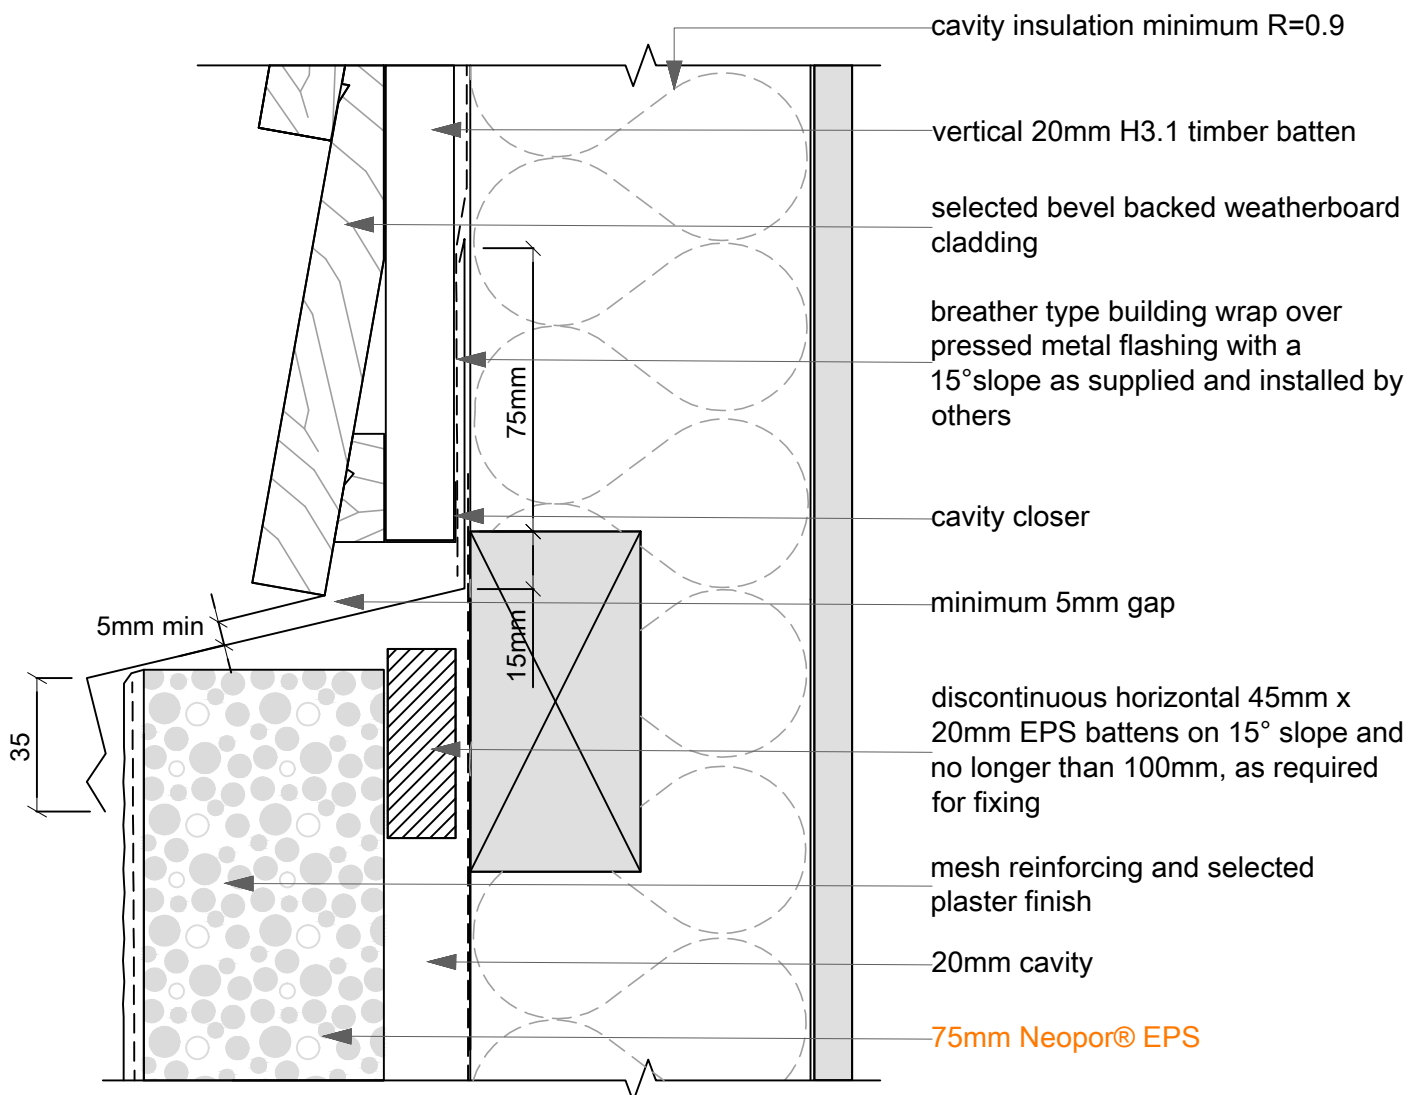 cavity insulation minimum R=0.9
vertical 20mm H3.1 timber batten
selected bevel backed weatherboard
cladding
breather type building wrap over
pressed metal flashing with a
15°slope as supplied and installed by
others
75mm
cavity closer
minimum 5mm gap
5mm min
15mm
35
discontinuous horizontal 45mm x
20mm EPS battens on 15° slope and
no longer than 100mm, as required
for fixing
mesh reinforcing and selected
plaster finish
20mm cavity
75mm Neopor® EPS